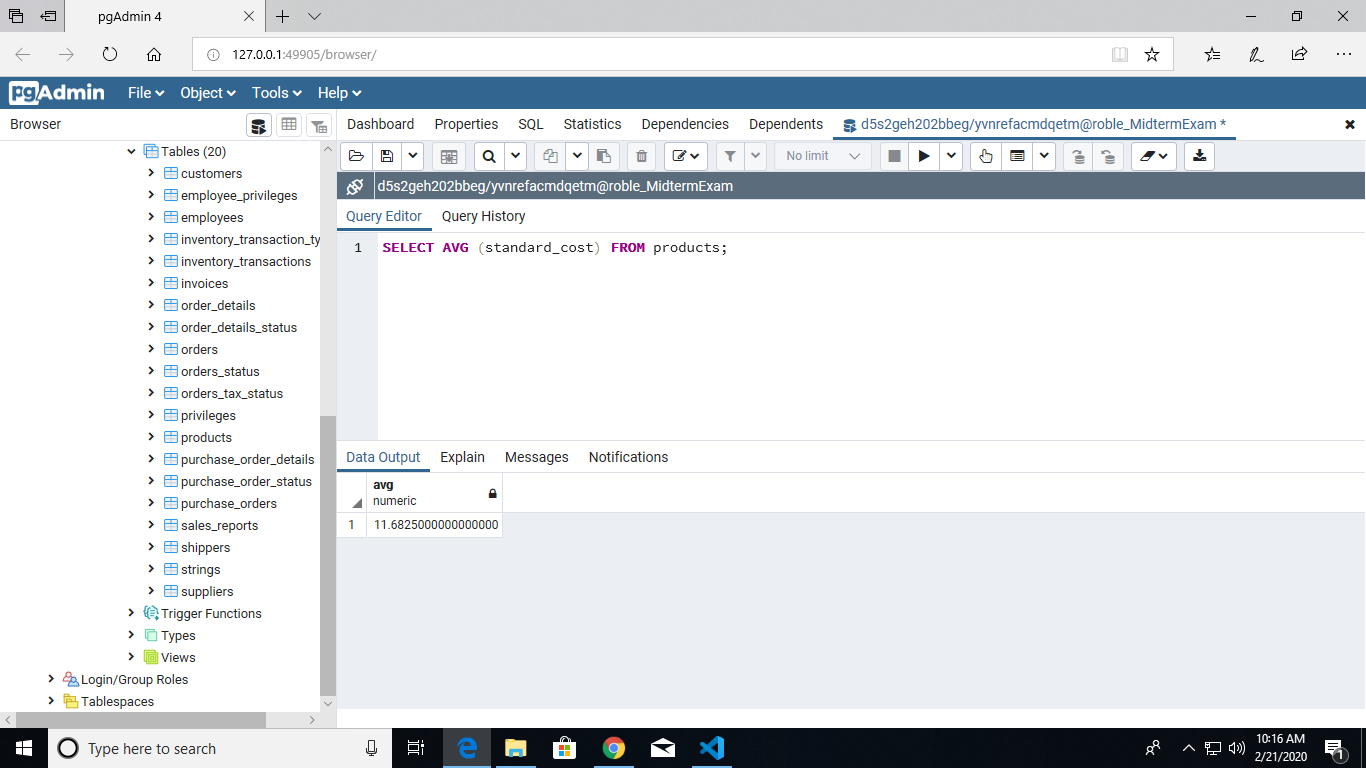 pgAdmin 4
127.0.0.1:49905/browser/
pgAdmin File Object Tools Help
Browser
Dashboard Properties SQL Statistics Dependencies Dependents d5s2geh202bbeg/yvnrefacmdqetm@roble_MidtermExam *
Tables (20)
customers
employee_privileges
employees
inventory_transaction_ty
inventory_transactions
invoices
order_details
order_details_status
orders
orders_status
orders_tax_status
privileges
products
purchase_order_details
purchase_order_status
purchase_orders
sales_reports
shippers
strings
suppliers
Trigger Functions
Types
Views
Login/Group Roles
Tablespaces
No limit
d5s2geh202bbeg/yvnrefacmdqetm@roble_MidtermExam
Query Editor Query History
1 SELECT AVG (standard_cost) FROM products;
Data Output Explain Messages Notifications
avg
numeric
1 11.6825000000000000
Type here to search
10:16 AM
2/21/2020
1